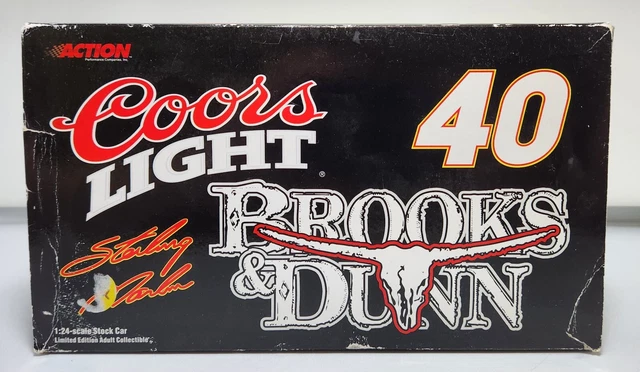 ACTION
Performance Companies, Inc.
Coors
LIGHT®
40
BROOKS
& DUNN
Sterling
Marlin
1:24-scale Stock Car
Limited Edition Adult Collectible